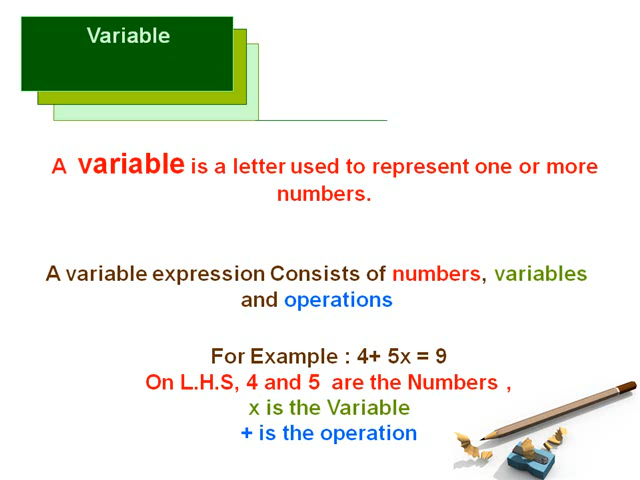 Variable
A variable is a letter used to represent one or more
numbers.
A variable expression Consists of numbers, variables
and operations
For Example : 4+ 5x = 9
On L.H.S, 4 and 5 are the Numbers ,
x is the Variable
+ is the operation